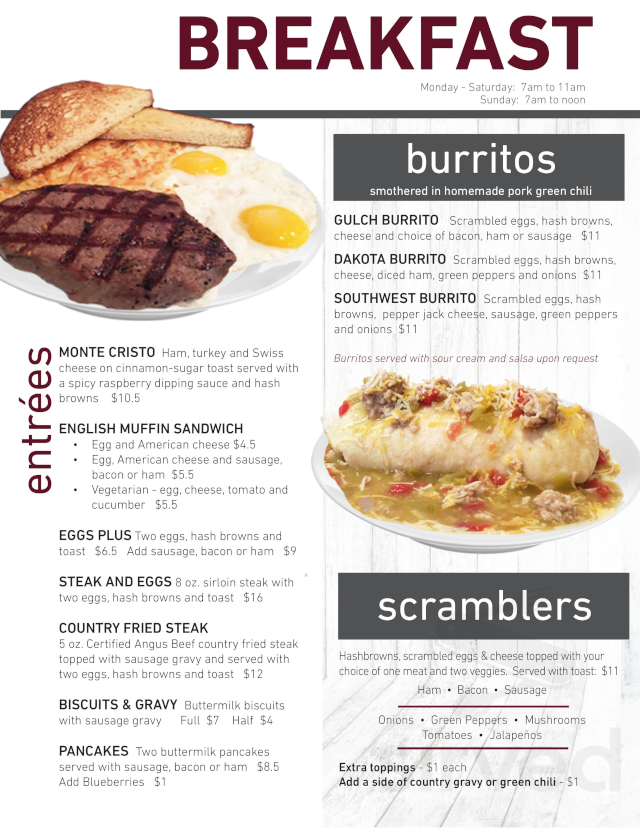 BREAKFAST
Monday - Saturday: 7am to 11am
Sunday: 7am to noon
entrées
MONTE CRISTO Ham, turkey and Swiss
cheese on cinnamon-sugar toast served with
a spicy raspberry dipping sauce and hash
browns $10.5
ENGLISH MUFFIN SANDWICH
• Egg and American cheese $4.5
• Egg, American cheese and sausage,
bacon or ham $5.5
• Vegetarian - egg, cheese, tomato and
cucumber $5.5
EGGS PLUS Two eggs, hash browns and
toast $6.5 Add sausage, bacon or ham $9
STEAK AND EGGS 8 oz. sirloin steak with
two eggs, hash browns and toast $16
COUNTRY FRIED STEAK
5 oz. Certified Angus Beef country fried steak
topped with sausage gravy and served with
two eggs, hash browns and toast $12
BISCUITS & GRAVY Buttermilk biscuits
with sausage gravy Full $7 Half $4
PANCAKES Two buttermilk pancakes
served with sausage, bacon or ham $8.5
Add Blueberries $1
burritos
smothered in homemade pork green chili
GULCH BURRITO Scrambled eggs, hash browns,
cheese and choice of bacon, ham or sausage $11
DAKOTA BURRITO Scrambled eggs, hash browns,
cheese, diced ham, green peppers and onions $11
SOUTHWEST BURRITO Scrambled eggs, hash
browns, pepper jack cheese, sausage, green peppers
and onions $11
Burritos served with sour cream and salsa upon request
scramblers
Hashbrowns, scrambled eggs & cheese topped with your
choice of one meat and two veggies. Served with toast: $11
Ham • Bacon • Sausage
Onions • Green Peppers • Mushrooms
Tomatoes • Jalapeños
Extra toppings - $1 each
Add a side of country gravy or green chili - $1